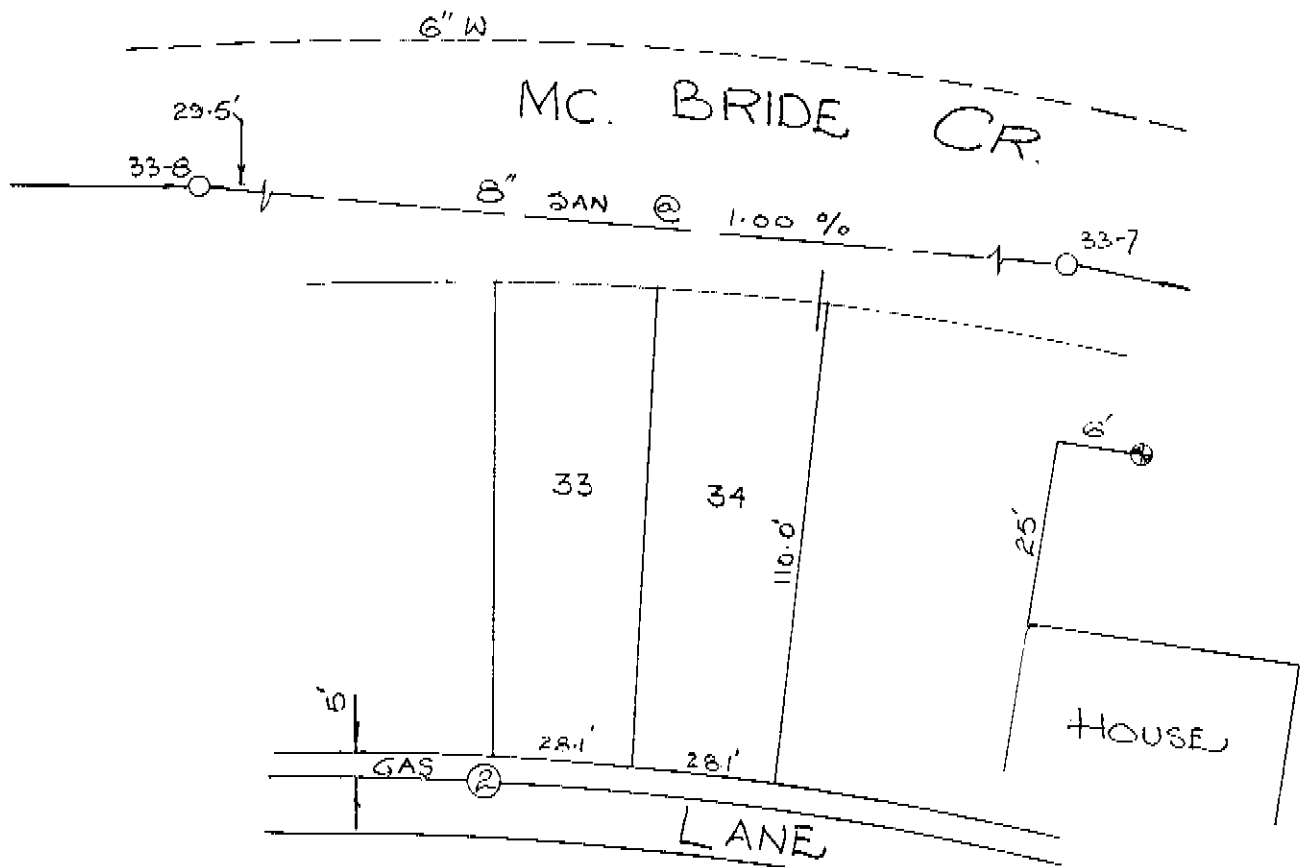 6" W
MC. BRIDE CR.
29.5'
33-8
8" SAN @ 1.00 %
33-7
6'
33
34
110.0'
25'
5'
28.1'
28.1'
HOUSE
GAS
2
LANE